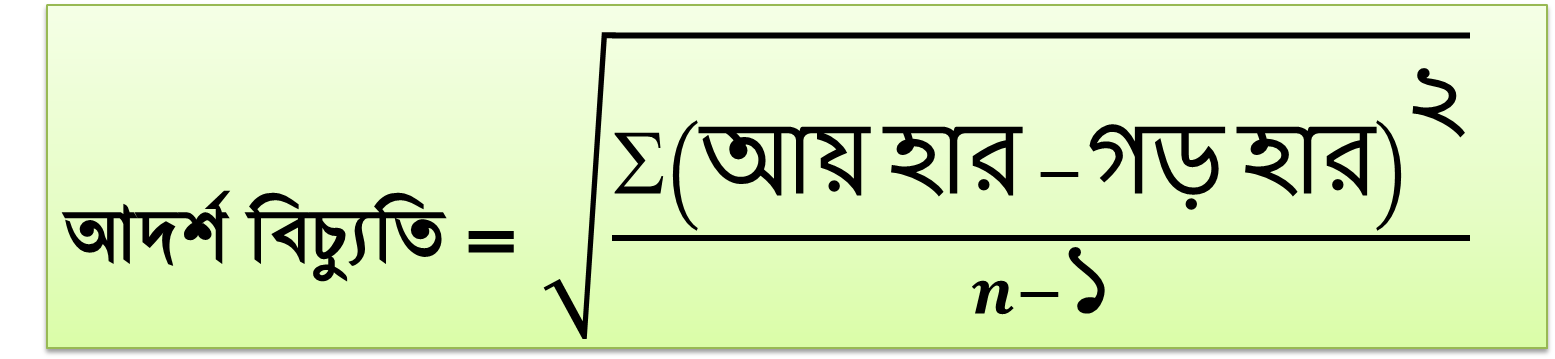 আদর্শ বিচ্যুতি = √(Σ(আয় হার – গড় হার)^২ / (n – ১))